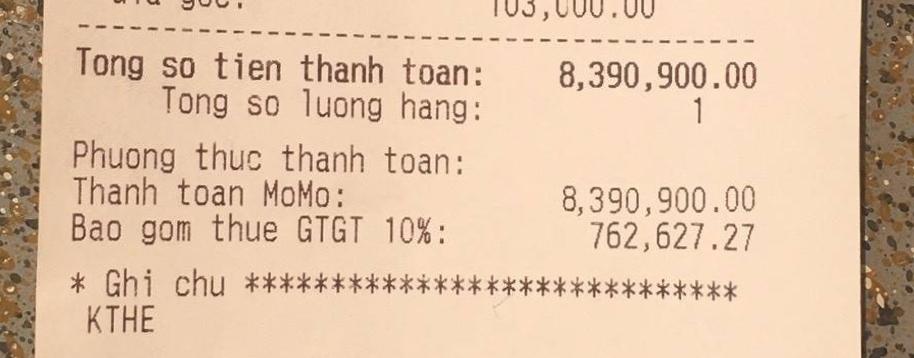 103,000.00
-----------------------------------------------
Tong so tien thanh toan: 8,390,900.00
Tong so luong hang: 1
Phuong thuc thanh toan:
Thanh toan MoMo: 8,390,900.00
Bao gom thue GTGT 10%: 762,627.27
* Ghi chu *****************************
KTHE